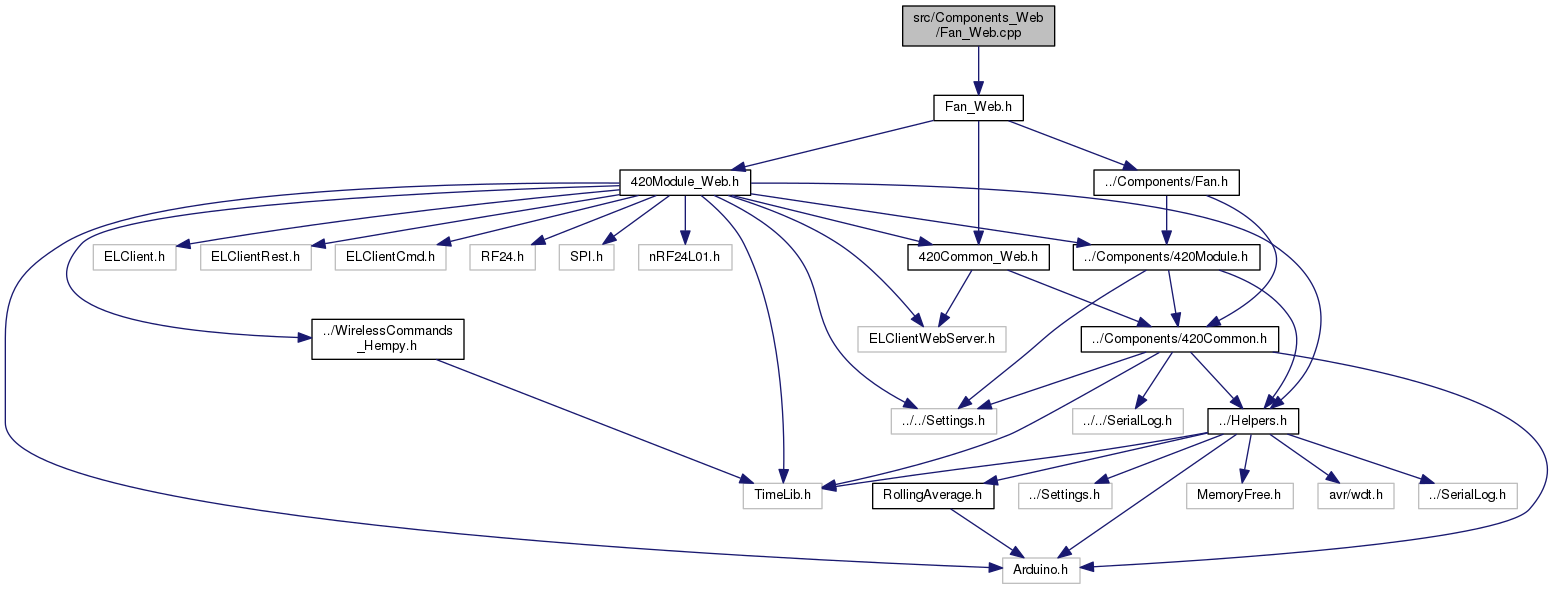 src/Components_Web
/Fan_Web.cpp
Fan_Web.h
420Module_Web.h
../Components/Fan.h
ELClient.h
ELClientRest.h
ELClientCmd.h
RF24.h
SPI.h
nRF24L01.h
420Common_Web.h
../Components/420Module.h
../WirelessCommands
_Hempy.h
ELClientWebServer.h
../Components/420Common.h
../../Settings.h
../../SerialLog.h
../Helpers.h
TimeLib.h
RollingAverage.h
../Settings.h
MemoryFree.h
avr/wdt.h
../SerialLog.h
Arduino.h